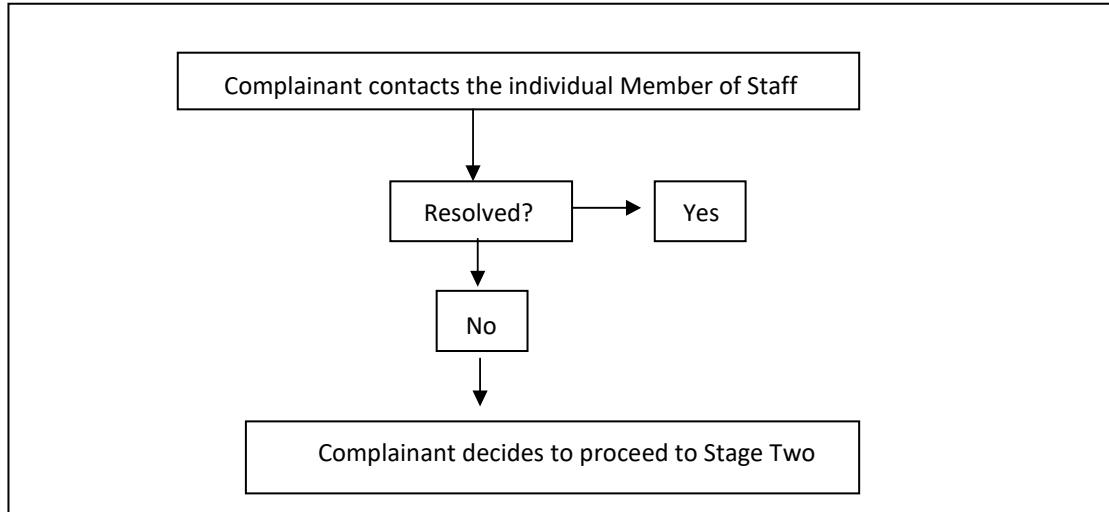 Complainant contacts the individual Member of Staff
Resolved?
Yes
No
Complainant decides to proceed to Stage Two